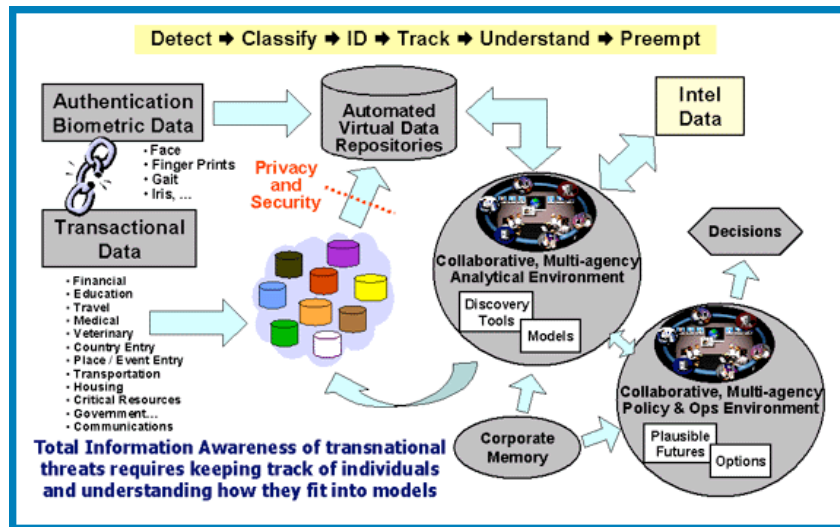 Detect ➔ Classify ➔ ID ➔ Track ➔ Understand ➔ Preempt
Authentication
Biometric Data
• Face
• Finger Prints
• Gait
• Iris, ...
Automated
Virtual Data
Repositories
Intel
Data
Privacy
and
Security
Transactional
Data
• Financial
• Education
• Travel
• Medical
• Veterinary
• Country Entry
• Place / Event Entry
• Transportation
• Housing
• Critical Resources
• Government...
• Communications
Collaborative, Multi-agency
Analytical Environment
Discovery
Tools
Models
Decisions
Collaborative, Multi-agency
Policy & Ops Environment
Plausible
Futures
Options
Corporate
Memory
Total Information Awareness of transnational
threats requires keeping track of individuals
and understanding how they fit into models